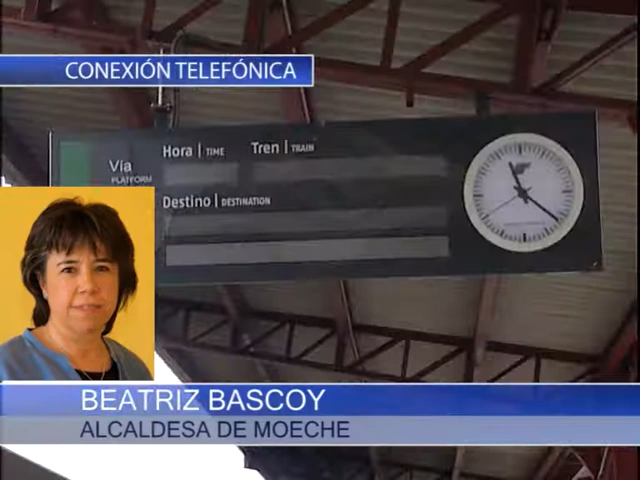 CONEXIÓN TELEFÓNICA
Vía
PLATFORM
Hora | TIME
Tren | TRAIN
Destino | DESTINATION
BEATRIZ BASCOY
ALCALDESA DE MOECHE